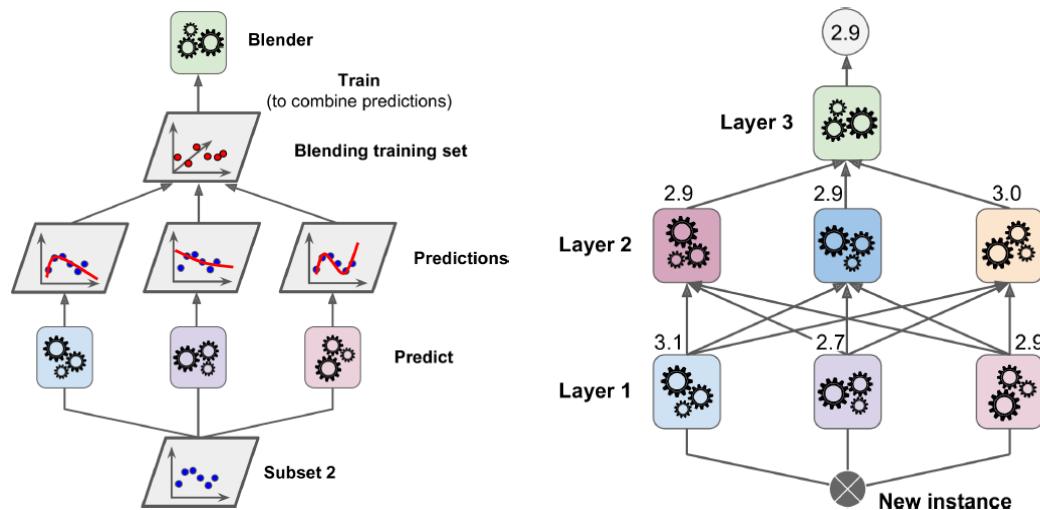 Blender
Train
(to combine predictions)
Blending training set
Predictions
Predict
Subset 2
2.9
Layer 3
2.9
2.9
3.0
Layer 2
3.1
2.7
2.9
Layer 1
New instance